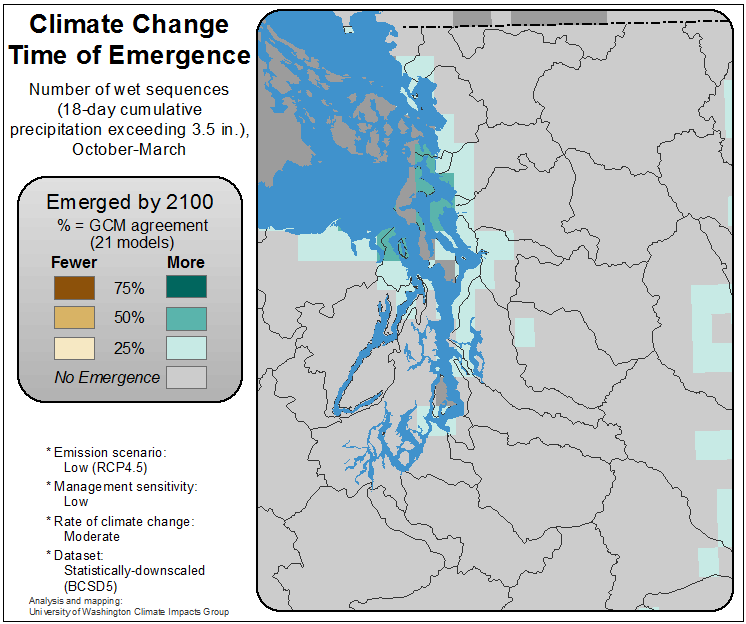 Climate Change
Time of Emergence
Number of wet sequences
(18-day cumulative
precipitation exceeding 3.5 in.),
October-March
Emerged by 2100
% = GCM agreement
(21 models)
Fewer More
75%
50%
25%
No Emergence
* Emission scenario:
Low (RCP4.5)
* Management sensitivity:
Low
* Rate of climate change:
Moderate
* Dataset:
Statistically-downscaled
(BCSD5)
Analysis and mapping:
University of Washington Climate Impacts Group